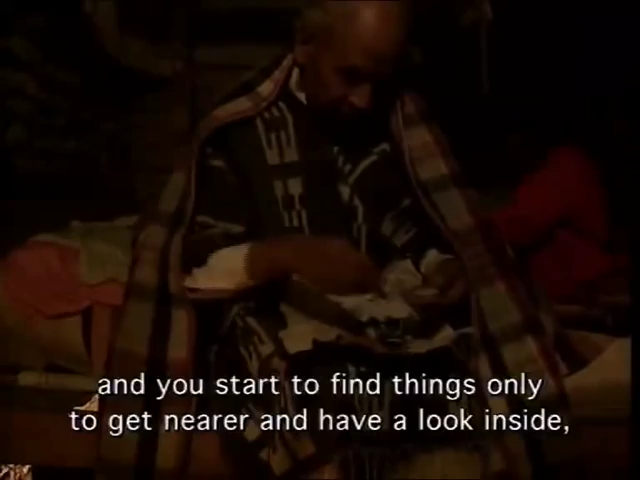 and you start to find things only
to get nearer and have a look inside,